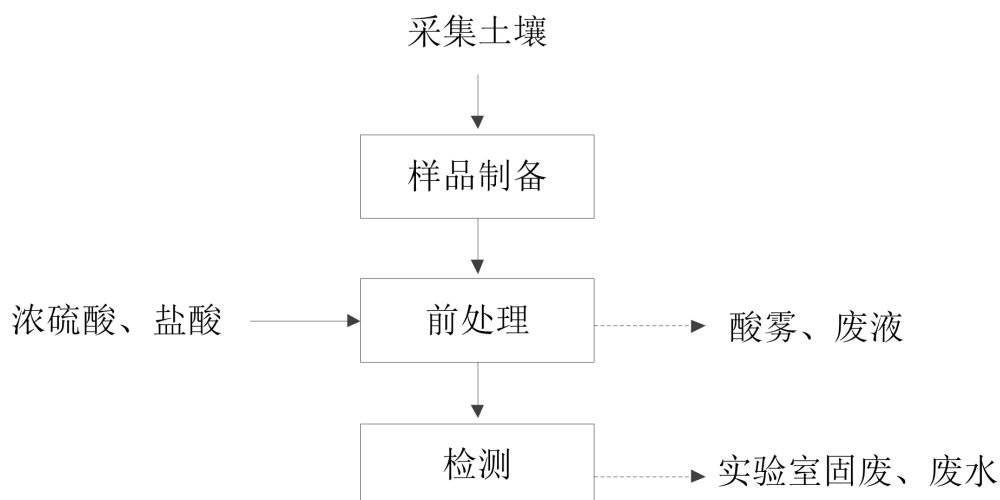 采集土壤
样品制备
浓硫酸、盐酸
前处理
酸雾、废液
检测
实验室固废、废水